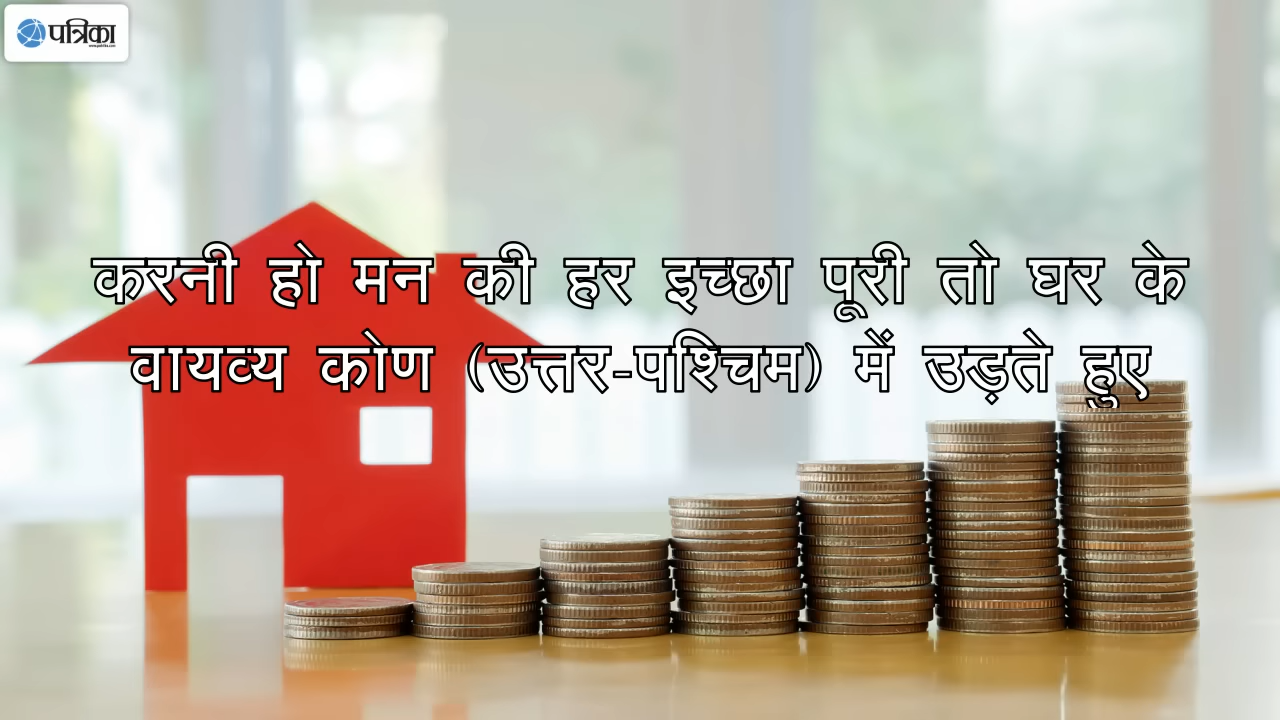 पत्रिका
करनी हो मन की हर इच्छा पूरी तो घर के
वायव्य कोण (उत्तर-पश्चिम) में उड़ते हुए